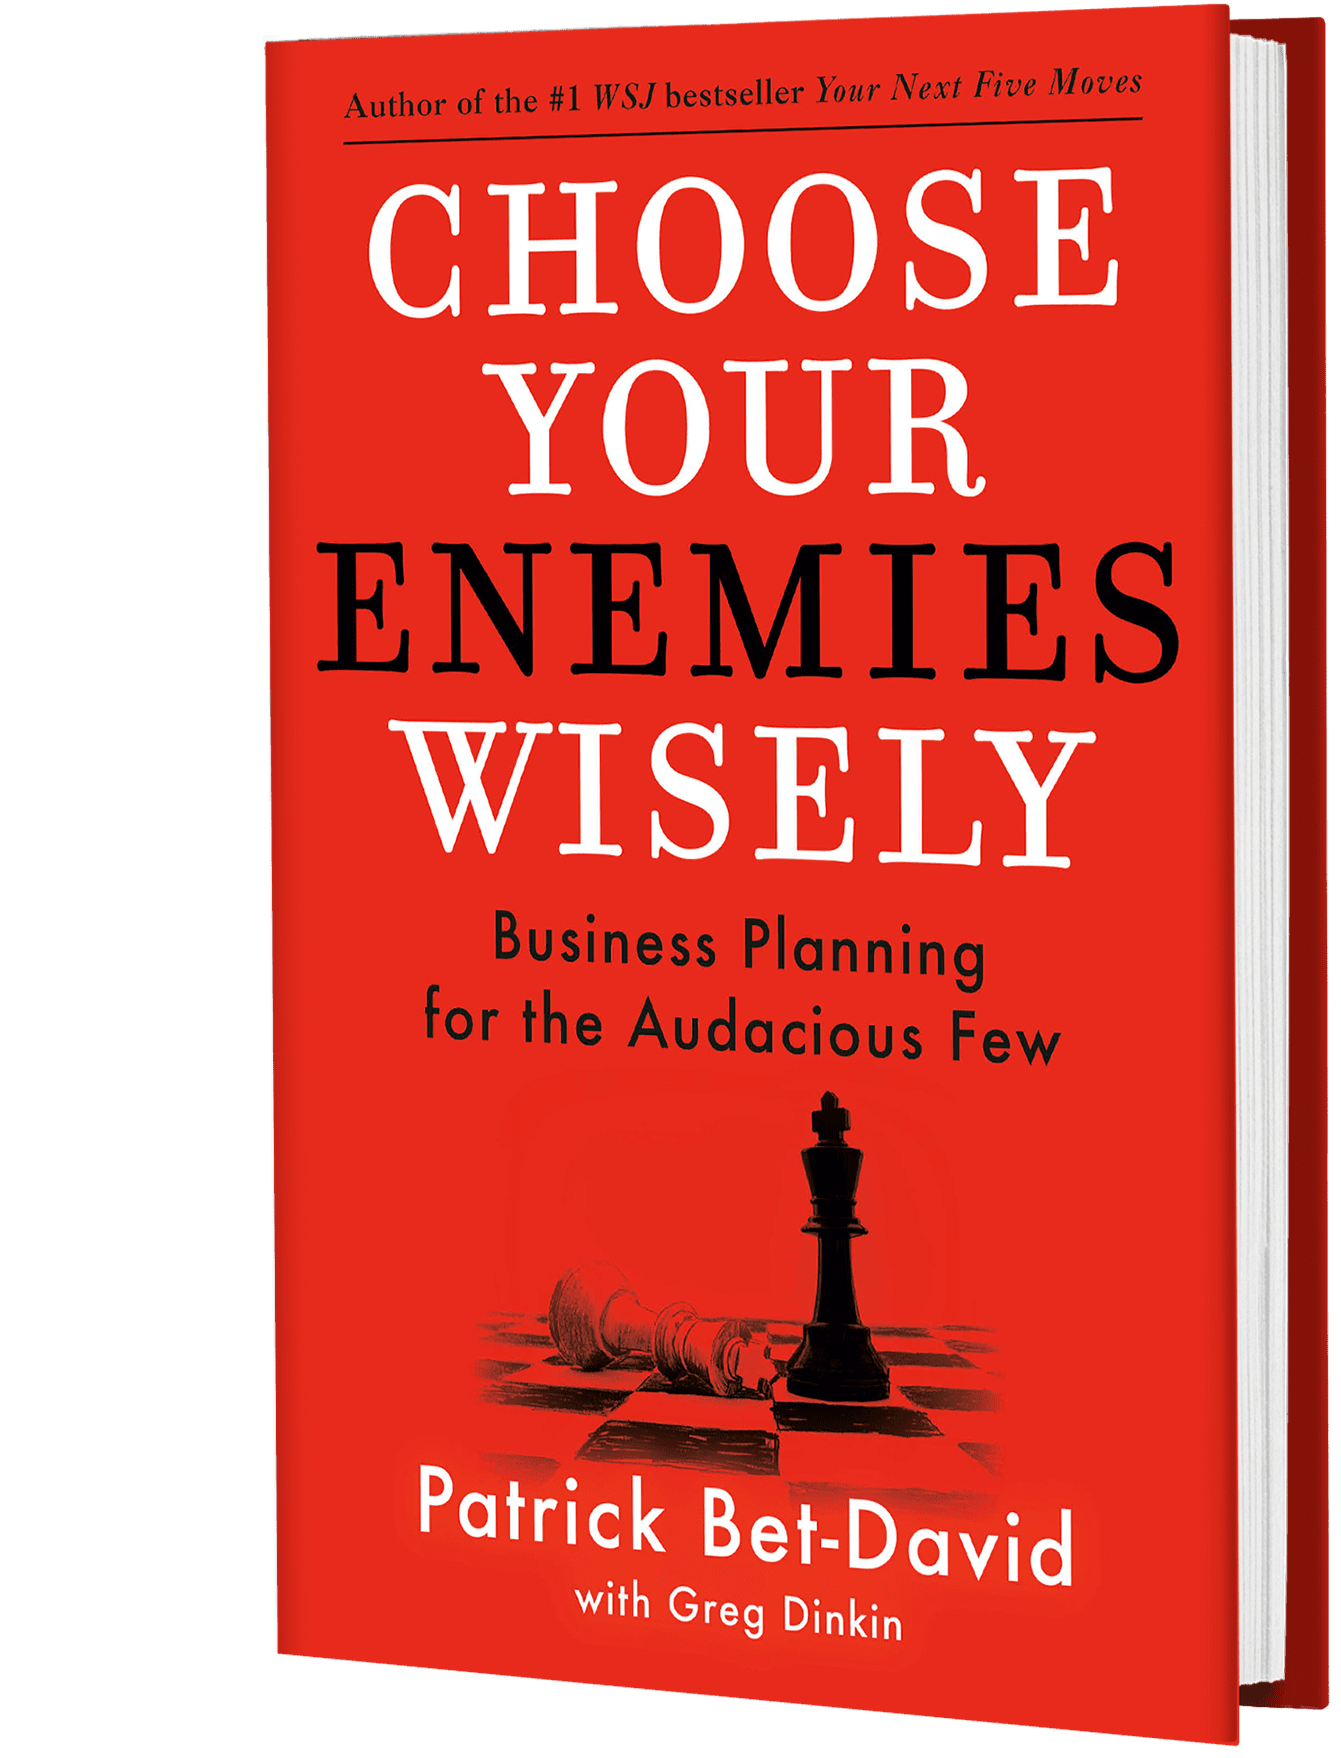 Author of the #1 WSJ bestseller Your Next Five Moves
CHOOSE
YOUR
ENEMIES
WISELY
Business Planning
for the Audacious Few
Patrick Bet-David
with Greg Dinkin